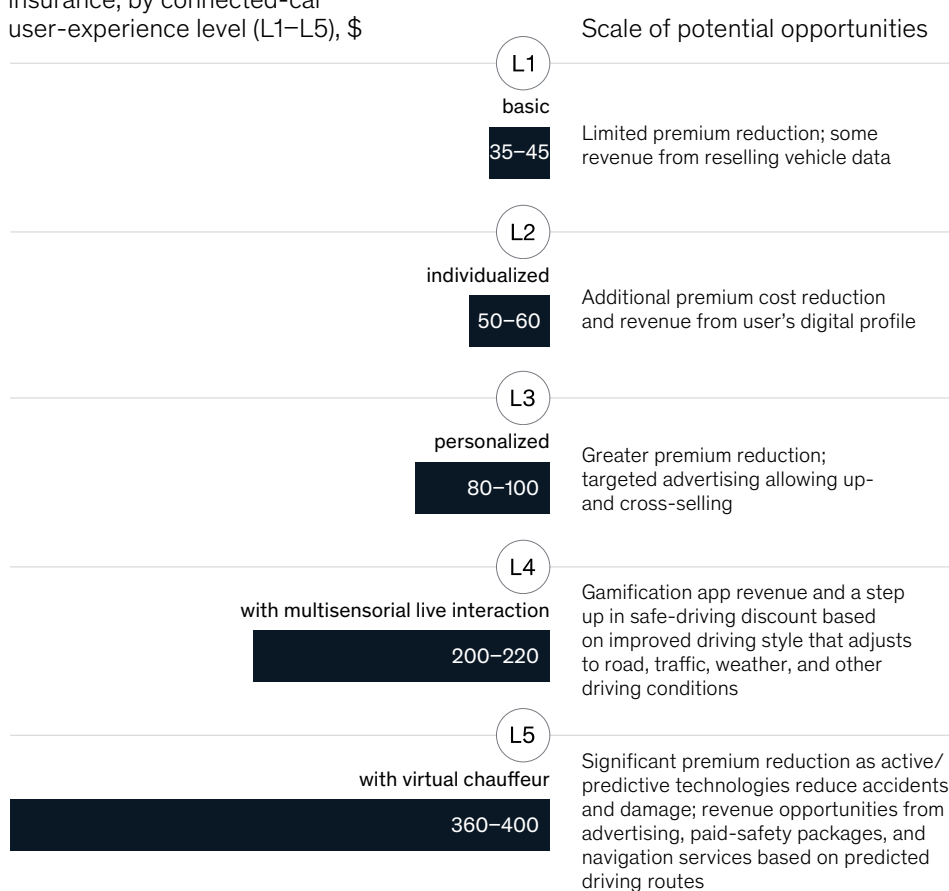 insurance, by connected-car
user-experience level (L1–L5), $
Scale of potential opportunities
L1
basic
35–45
Limited premium reduction; some
revenue from reselling vehicle data
L2
individualized
50–60
Additional premium cost reduction
and revenue from user’s digital profile
L3
personalized
80–100
Greater premium reduction;
targeted advertising allowing up-
and cross-selling
L4
with multisensorial live interaction
200–220
Gamification app revenue and a step
up in safe-driving discount based
on improved driving style that adjusts
to road, traffic, weather, and other
driving conditions
L5
with virtual chauffeur
360–400
Significant premium reduction as active/
predictive technologies reduce accidents
and damage; revenue opportunities from
advertising, paid-safety packages, and
navigation services based on predicted
driving routes